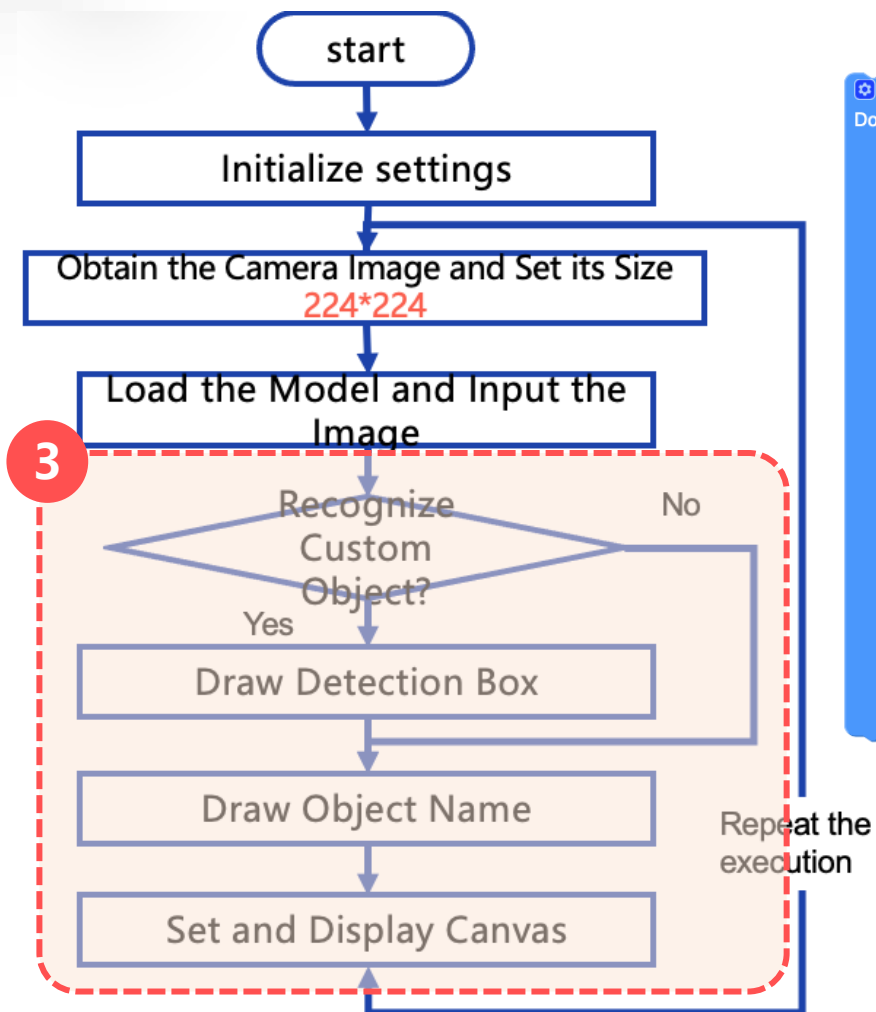 start
Initialize settings
Obtain the Camera Image and Set its Size
224*224
Load the Model and Input the
Image
3
Recognize
Custom
Object?
No
Yes
Draw Detection Box
Draw Object Name
Repeat the
execution
Set and Display Canvas